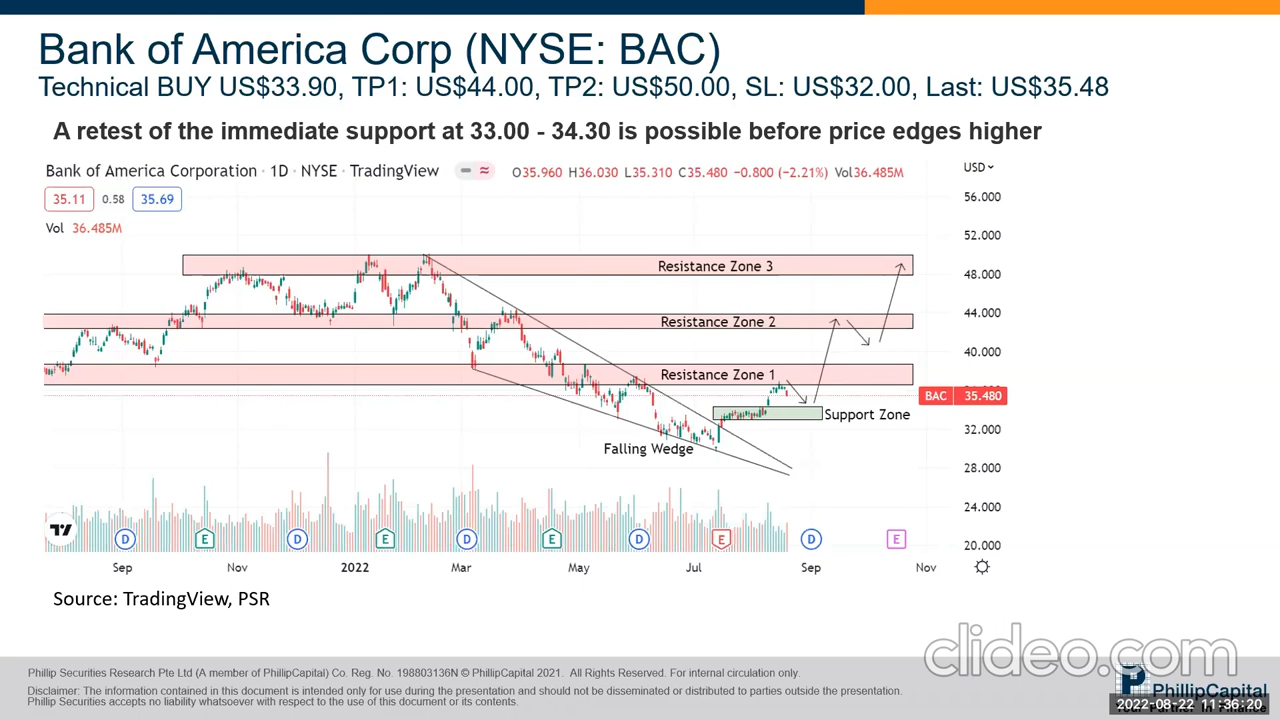 Bank of America Corp (NYSE: BAC)
Technical BUY US$33.90, TP1: US$44.00, TP2: US$50.00, SL: US$32.00, Last: US$35.48
A retest of the immediate support at 33.00 - 34.30 is possible before price edges higher
Bank of America Corporation · 1D · NYSE · TradingView O35.960 H36.030 L35.310 C35.480 −0.800 (−2.21%) Vol36.485M USD
35.11 0.58 35.69
Vol 36.485M
56.000
52.000
Resistance Zone 3
48.000
44.000
Resistance Zone 2
40.000
Resistance Zone 1
BAC 35.480
Support Zone
32.000
Falling Wedge
28.000
24.000
D E D E D E D E D E
20.000
Sep Nov 2022 Mar May Jul Sep Nov
Source: TradingView, PSR
clideo.com
Phillip Securities Research Pte Ltd (A member of PhillipCapital) Co. Reg. No. 198803136N © PhillipCapital 2021. All Rights Reserved. For internal circulation only.
Disclaimer: The information contained in this document is intended only for use during the presentation and should not be disseminated or distributed to parties outside the presentation.
Phillip Securities accepts no liability whatsoever with respect to the use of this document or its contents.
PhillipCapital
Your Partner In Finance
2022-08-22 11:36:20